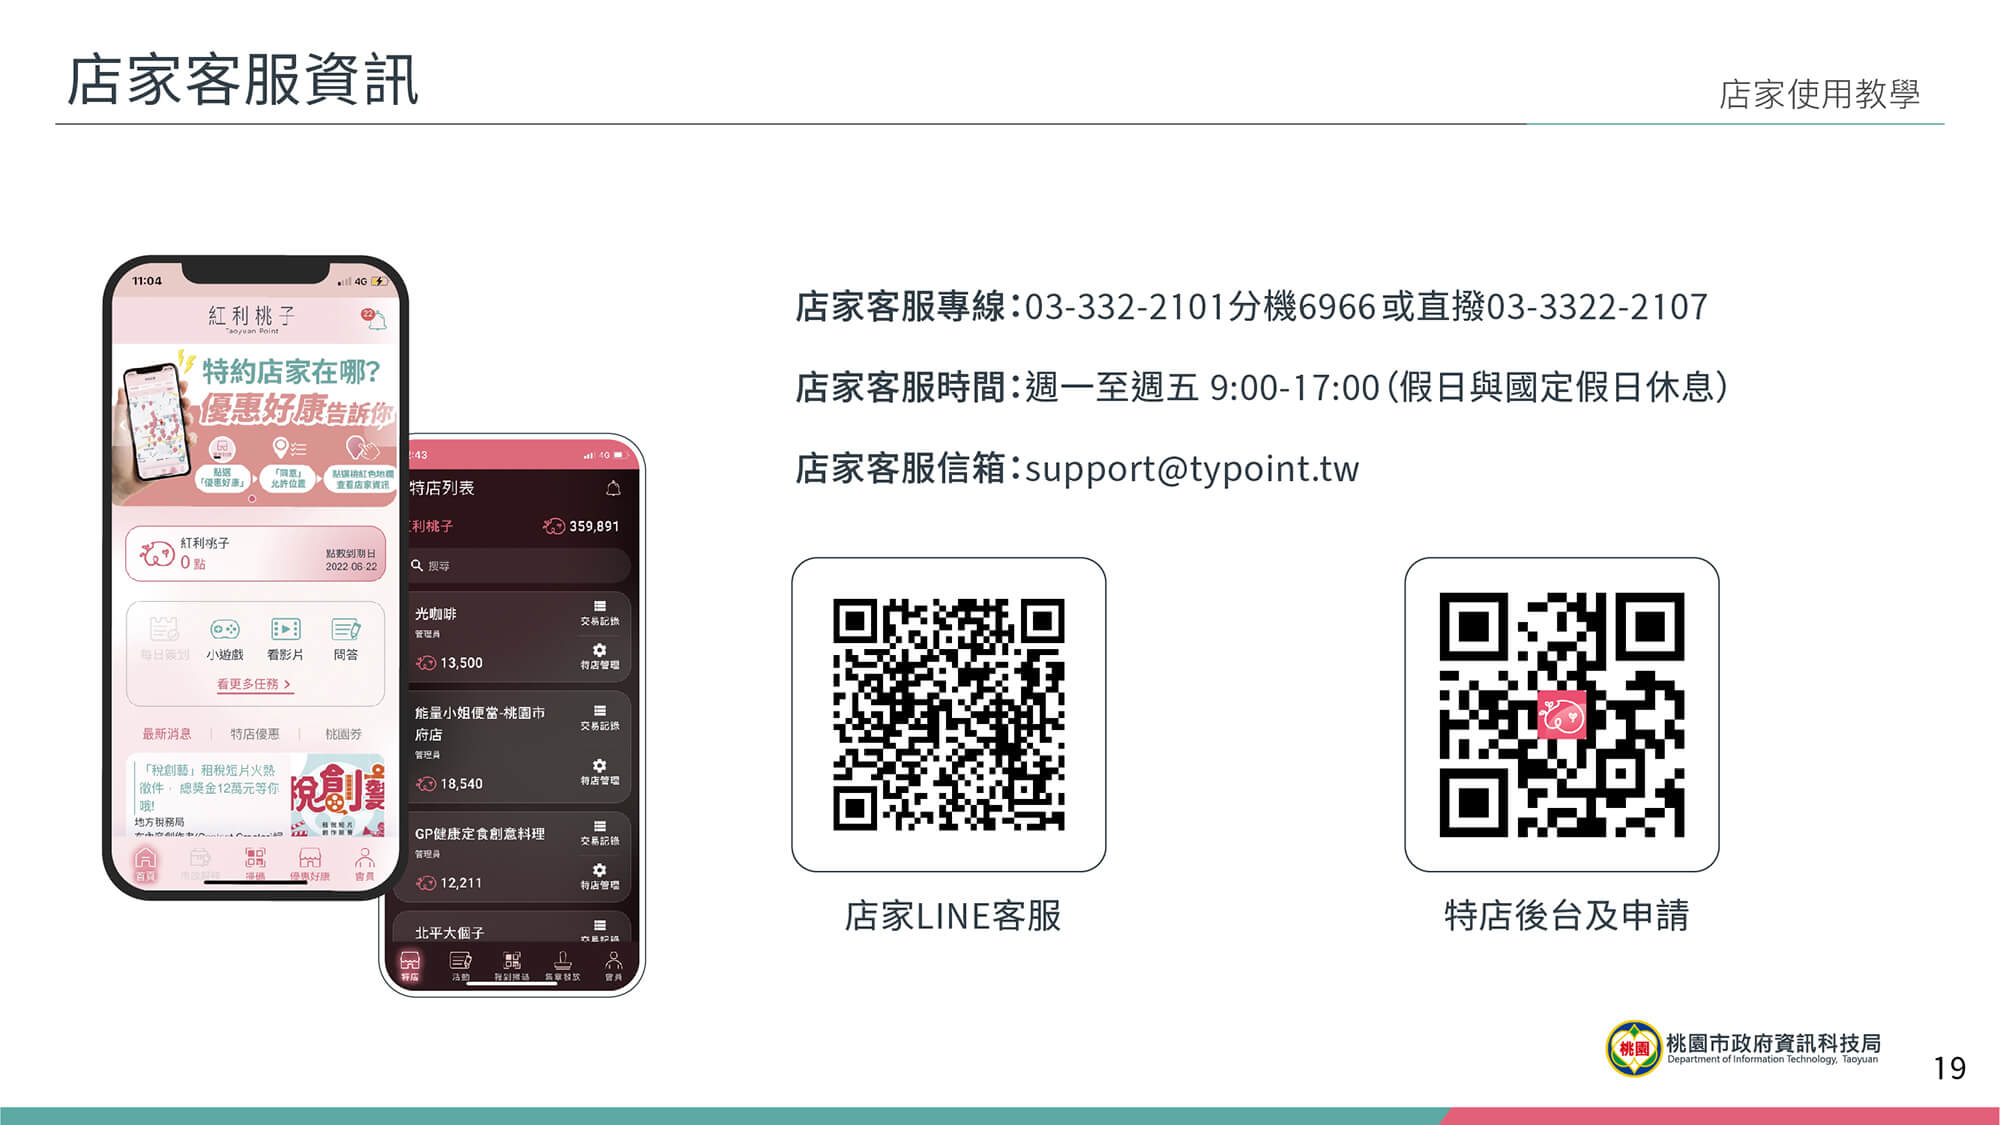 店家客服資訊
店家使用教學
11:04
4G
紅利桃子
Taoyuan Point
22
特約店家在哪?
優惠好康告訴你
點選
「優惠好康」
「同意」
允許位置
點選桃紅色地標
查看店家資訊
紅利桃子
0 點
點數到期日
2022-06-22
每日簽到
小遊戲
看影片
問答
看更多任務 >
最新消息
特店優惠
桃園券
「稅創藝」租稅短片火熱
徵件， 總獎金12萬元等你
哦!
地方稅務局
稅創藝
首頁
掃碼
優惠好康
會員
:43
4G
特店列表
利桃子
359,891
搜尋
光咖啡
管理員
13,500
交易記錄
特店管理
能量小姐便當-桃園市
府店
管理員
18,540
交易記錄
特店管理
GP健康定食創意料理
管理員
12,211
交易記錄
特店管理
北平大個子
交易記錄
特店
活動
會員
店家客服專線：03-332-2101分機6966或直撥03-3322-2107
店家客服時間：週一至週五 9:00-17:00（假日與國定假日休息）
店家客服信箱：support@typoint.tw
店家LINE客服
特店後台及申請
桃園
桃園市政府資訊科技局
Department of Information Technology, Taoyuan
19